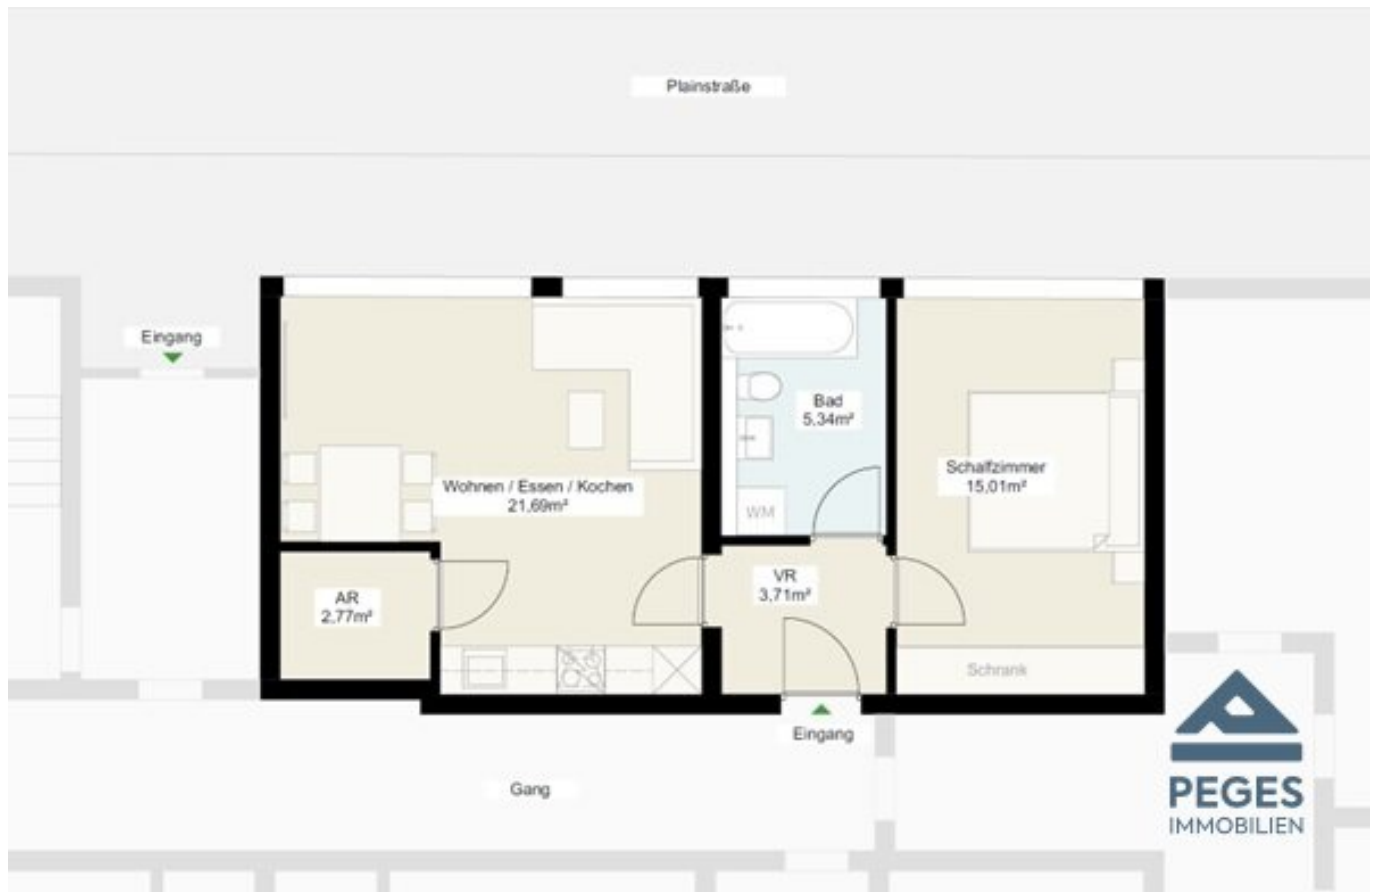 Plainstraße
Eingang
Bad
5,34m²
Schalfzimmer
15,01m²
Wohnen / Essen / Kochen
21,69m²
WM
VR
3,71m²
AR
2,77m²
Schrank
Eingang
Gang
PEGES
IMMOBILIEN